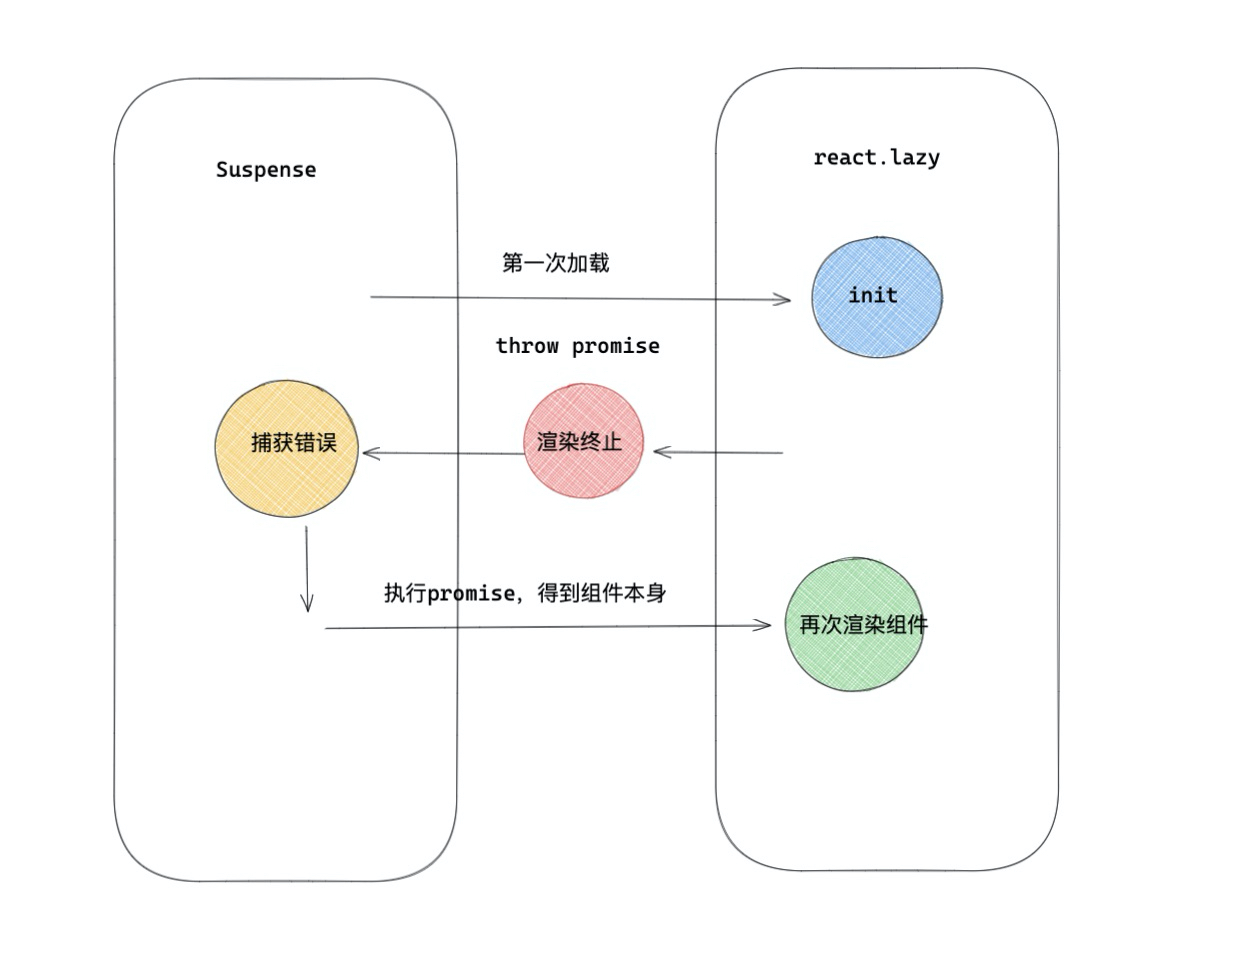 Suspense
react.lazy
第一次加载
init
throw promise
捕获错误
渲染终止
执行promise，得到组件本身
再次渲染组件